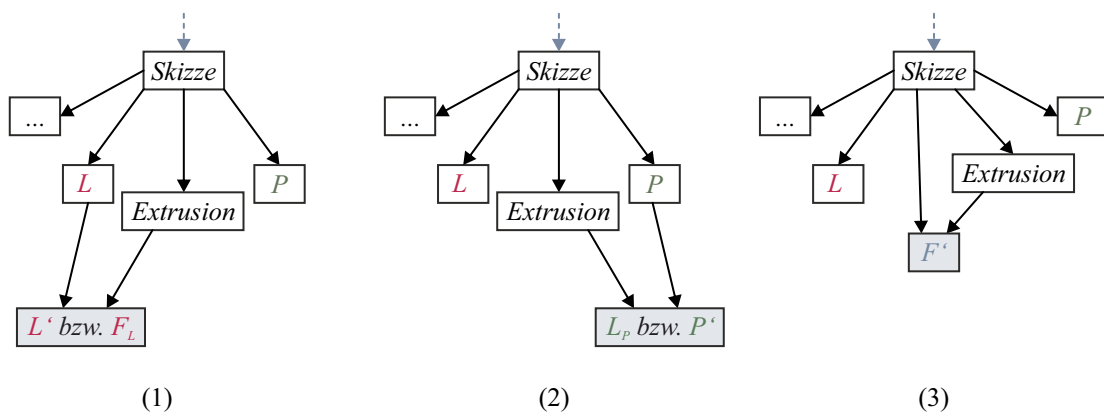 Skizze
...
L
P
Extrusion
L‘ bzw. F_L
(1)
Skizze
...
L
P
Extrusion
L_P bzw. P‘
(2)
Skizze
...
P
L
Extrusion
F‘
(3)